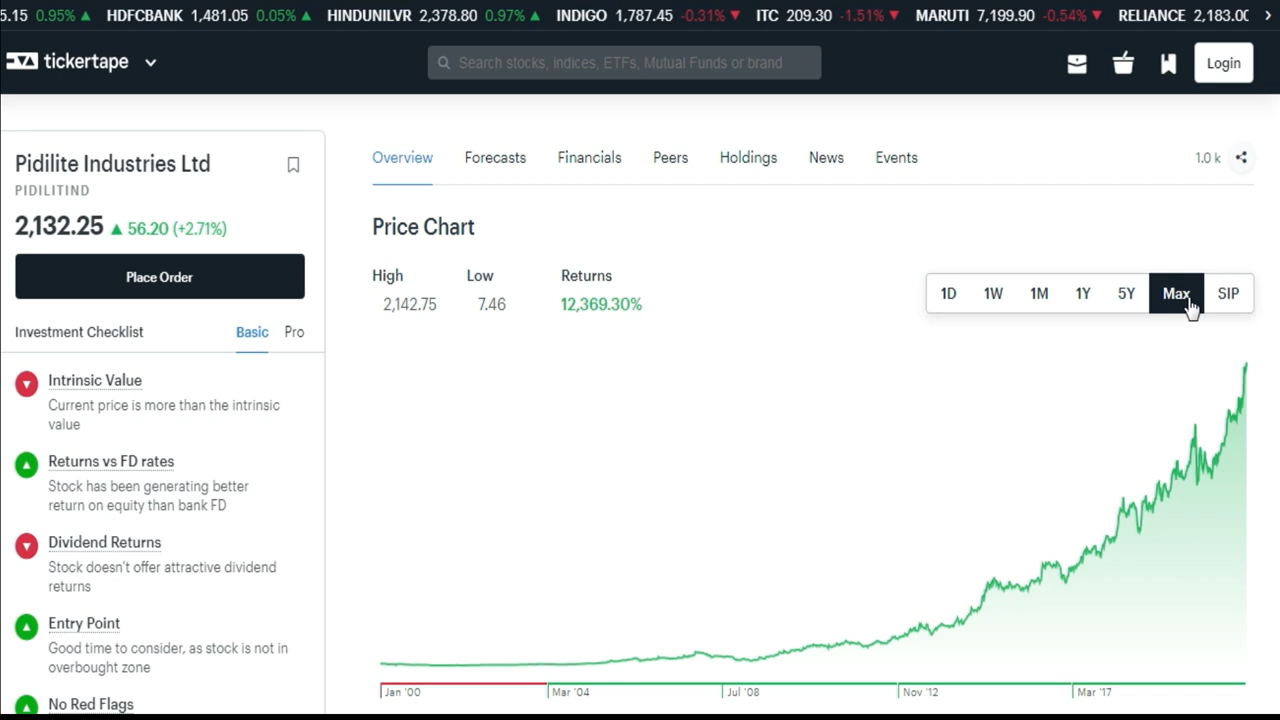 5.15 0.95% ▲ HDFCBANK 1,481.05 0.05% ▲ HINDUNILVR 2,378.80 0.97% ▲ INDIGO 1,787.45 -0.31% ▼ ITC 209.30 -1.51% ▼ MARUTI 7,199.90 -0.54% ▼ RELIANCE 2,183.00
tickertape
Search stocks, indices, ETFs, Mutual Funds or brand
Login
Pidilite Industries Ltd
PIDILITIND
2,132.25 ▲ 56.20 (+2.71%)
Place Order
Investment Checklist Basic Pro
Intrinsic Value
Current price is more than the intrinsic
value
Returns vs FD rates
Stock has been generating better
return on equity than bank FD
Dividend Returns
Stock doesn't offer attractive dividend
returns
Entry Point
Good time to consider, as stock is not in
overbought zone
No Red Flags
Overview Forecasts Financials Peers Holdings News Events 1.0 k
Price Chart
High Low Returns
2,142.75 7.46 12,369.30%
1D 1W 1M 1Y 5Y Max SIP
Jan '00 Mar '04 Jul '08 Nov '12 Mar '17